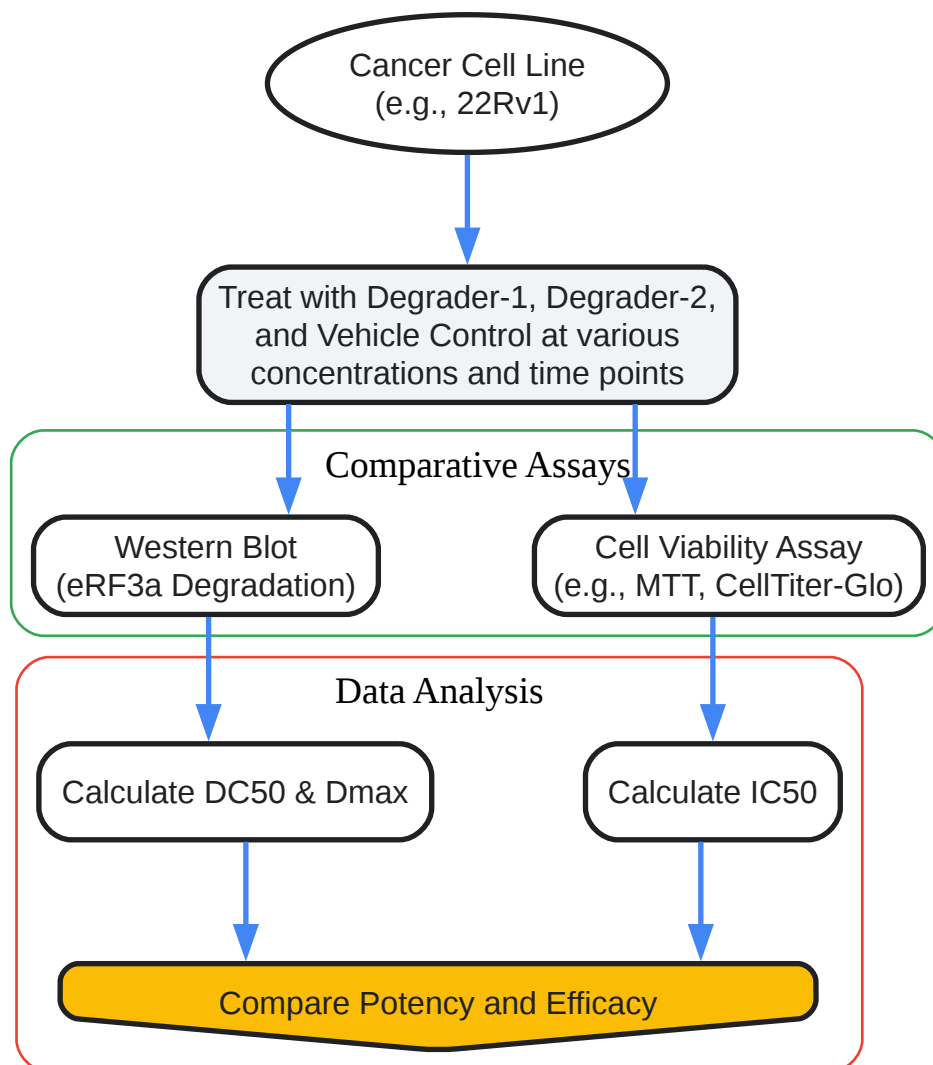 Cancer Cell Line
(e.g., 22Rv1)
Treat with Degrader-1, Degrader-2,
and Vehicle Control at various
concentrations and time points
Comparative Assays
Western Blot
(eRF3a Degradation)
Cell Viability Assay
(e.g., MTT, CellTiter-Glo)
Data Analysis
Calculate DC50 & Dmax
Calculate IC50
Compare Potency and Efficacy